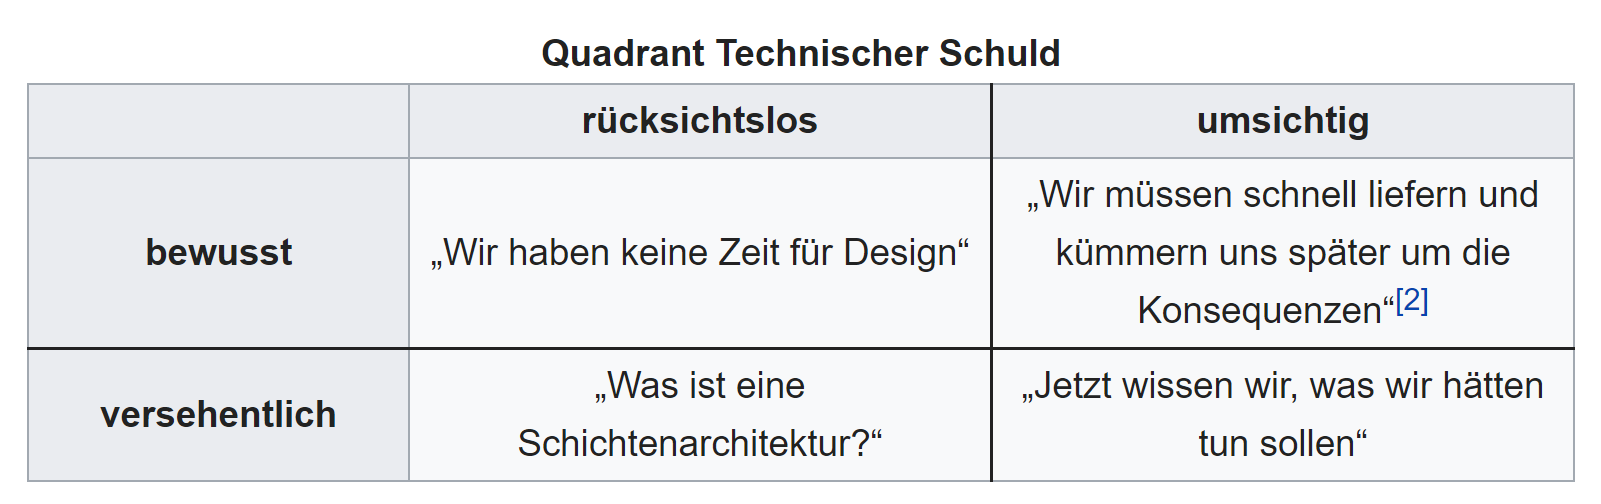 Quadrant Technischer Schuld
rücksichtslos
umsichtig
bewusst
„Wir haben keine Zeit für Design“
„Wir müssen schnell liefern und
kümmern uns später um die
Konsequenzen“[2]
versehentlich
„Was ist eine
Schichtenarchitektur?“
„Jetzt wissen wir, was wir hätten
tun sollen“